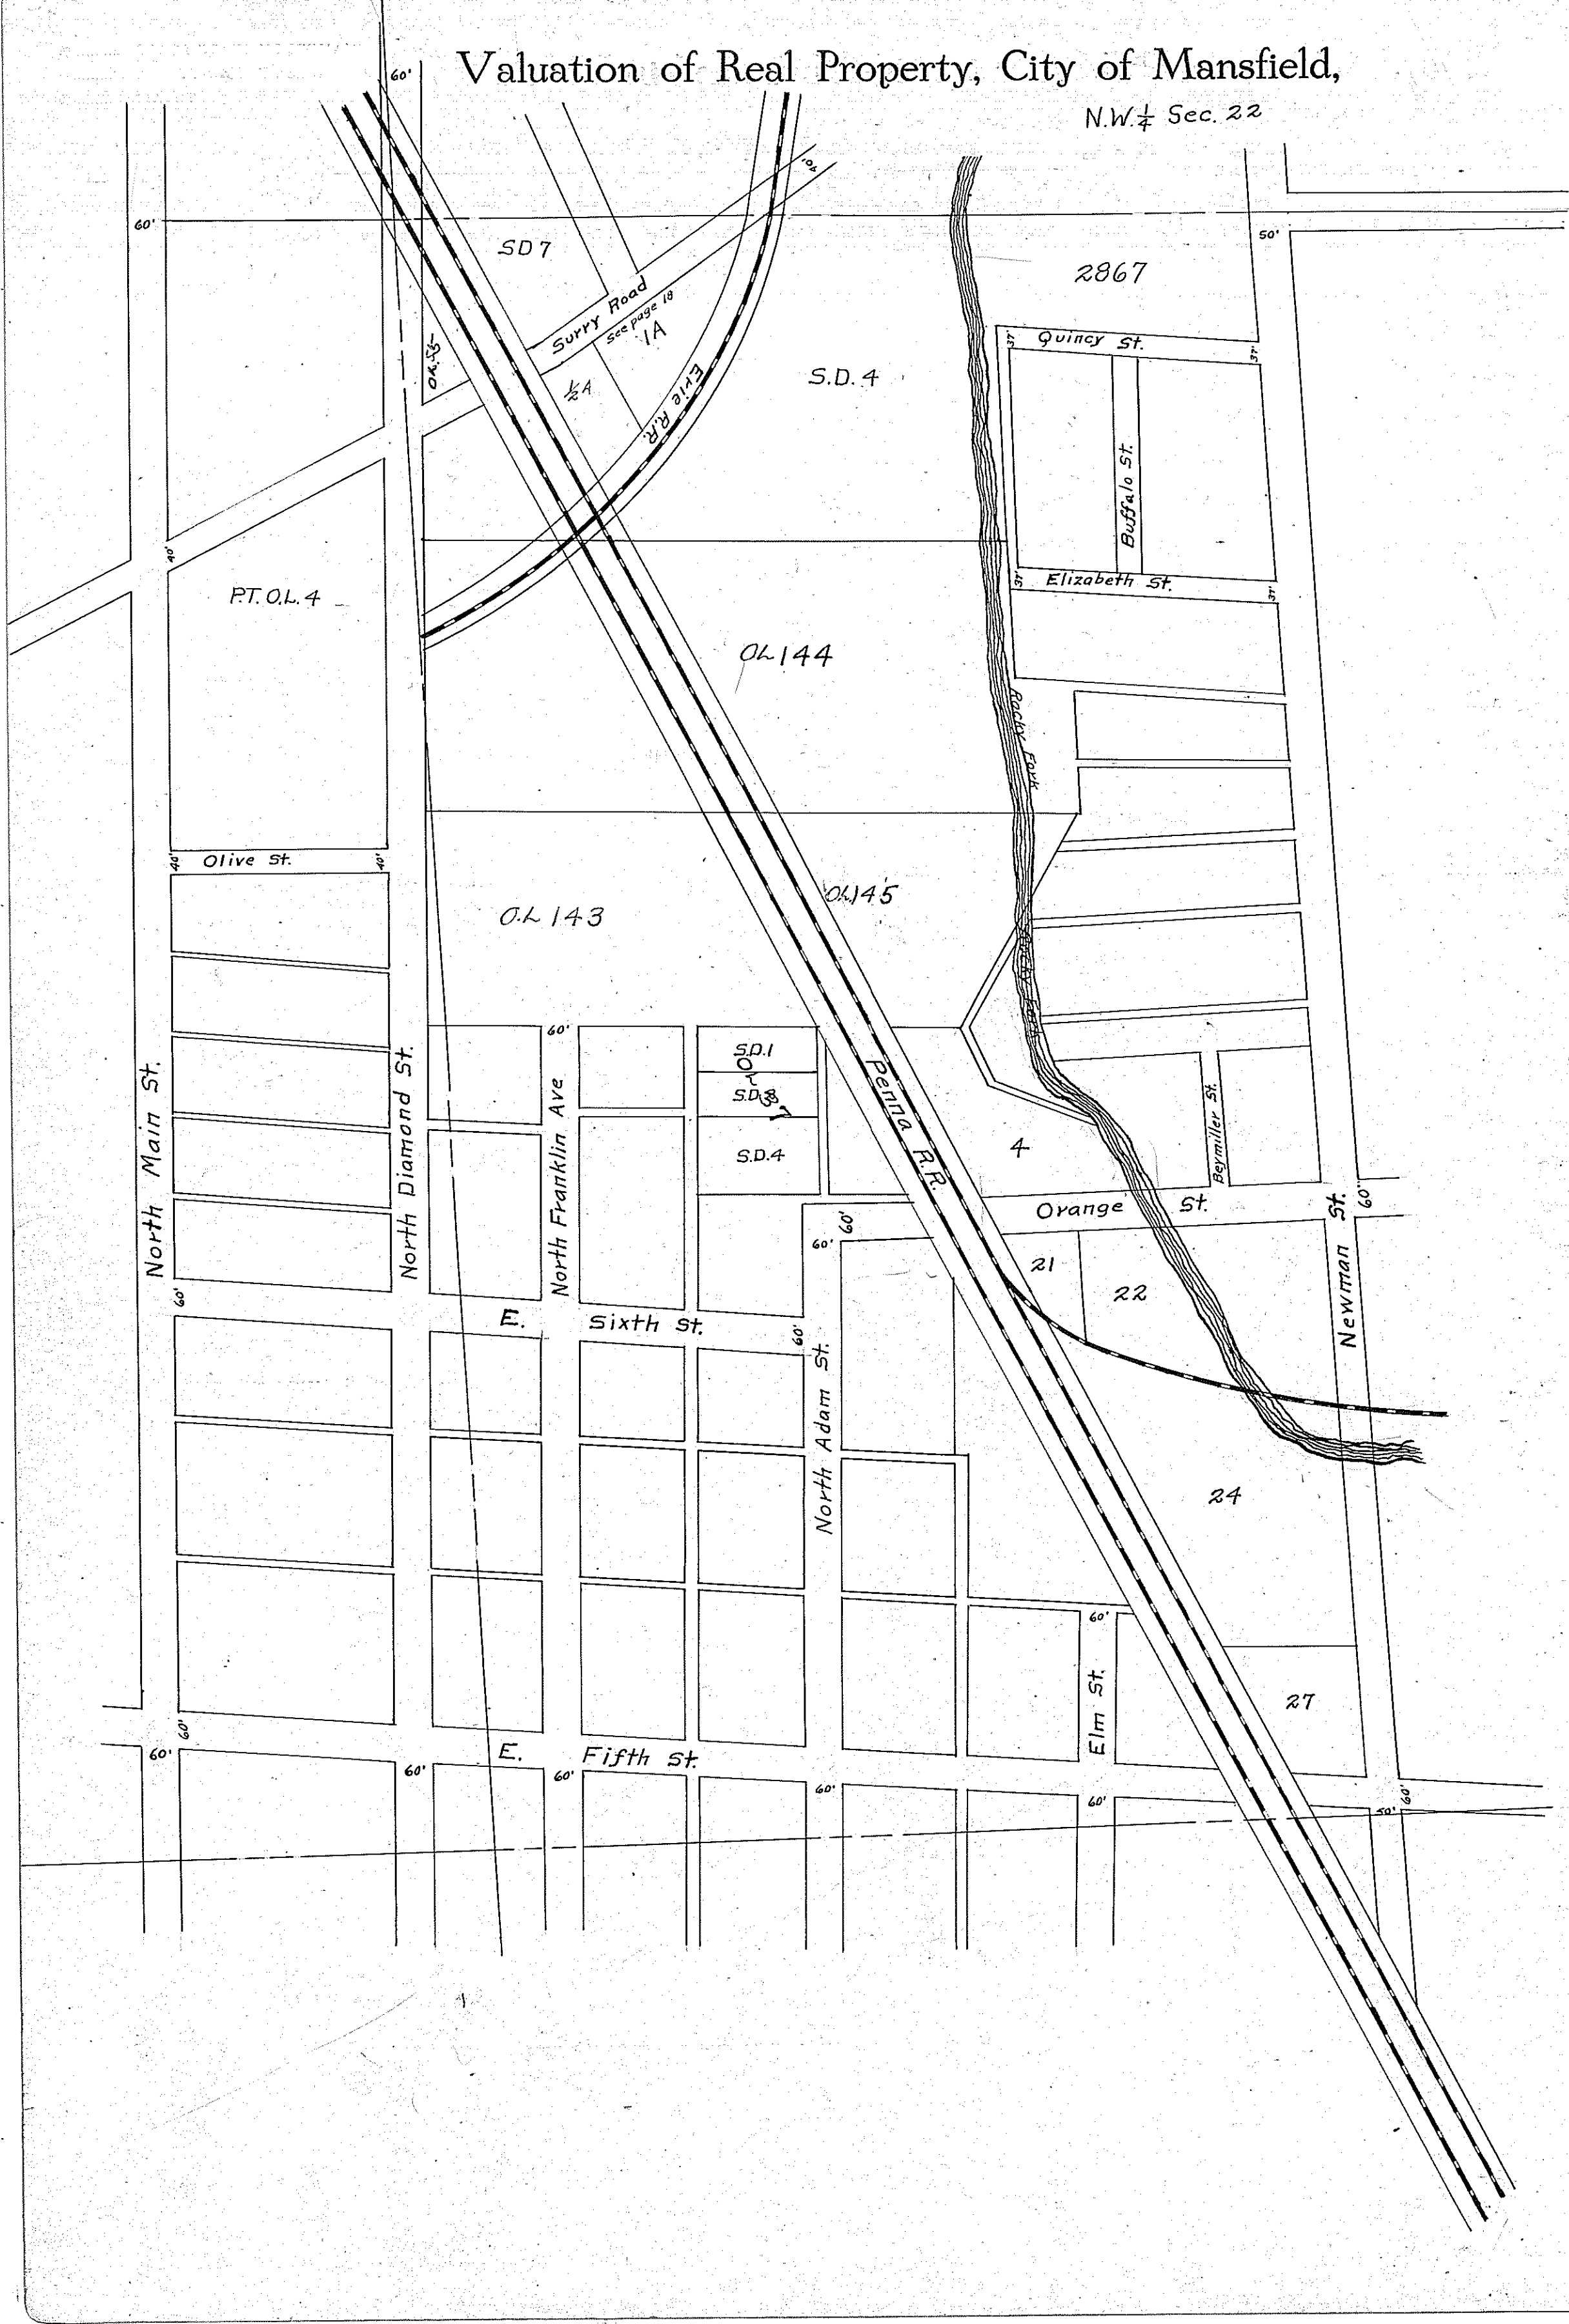 Valuation of Real Property, City of Mansfield,
N.W. 1/4 Sec. 22
60'
60'
50'
SD 7
2867
Surry Road
See page 18
1A
1/2 A
Erie R.R.
S.D. 4
37'
Quincy St.
37'
Buffalo St.
40'
P.T. O.L. 4
37'
Elizabeth St.
37'
OL 144
Rocky Fork
40'
Olive St.
40'
O.L 143
OL 145
60'
S.D. 1
S.D. 3
S.D. 4
North Main St.
North Diamond St.
North Franklin Ave
Penna R.R.
4
Beymiller St.
Orange St.
60'
60'
60'
21
22
Newman St.
60'
E. Sixth St.
60'
North Adam St.
24
60'
Elm St.
27
60'
60'
E. Fifth St.
60'
60'
60'
60'
60'
50'